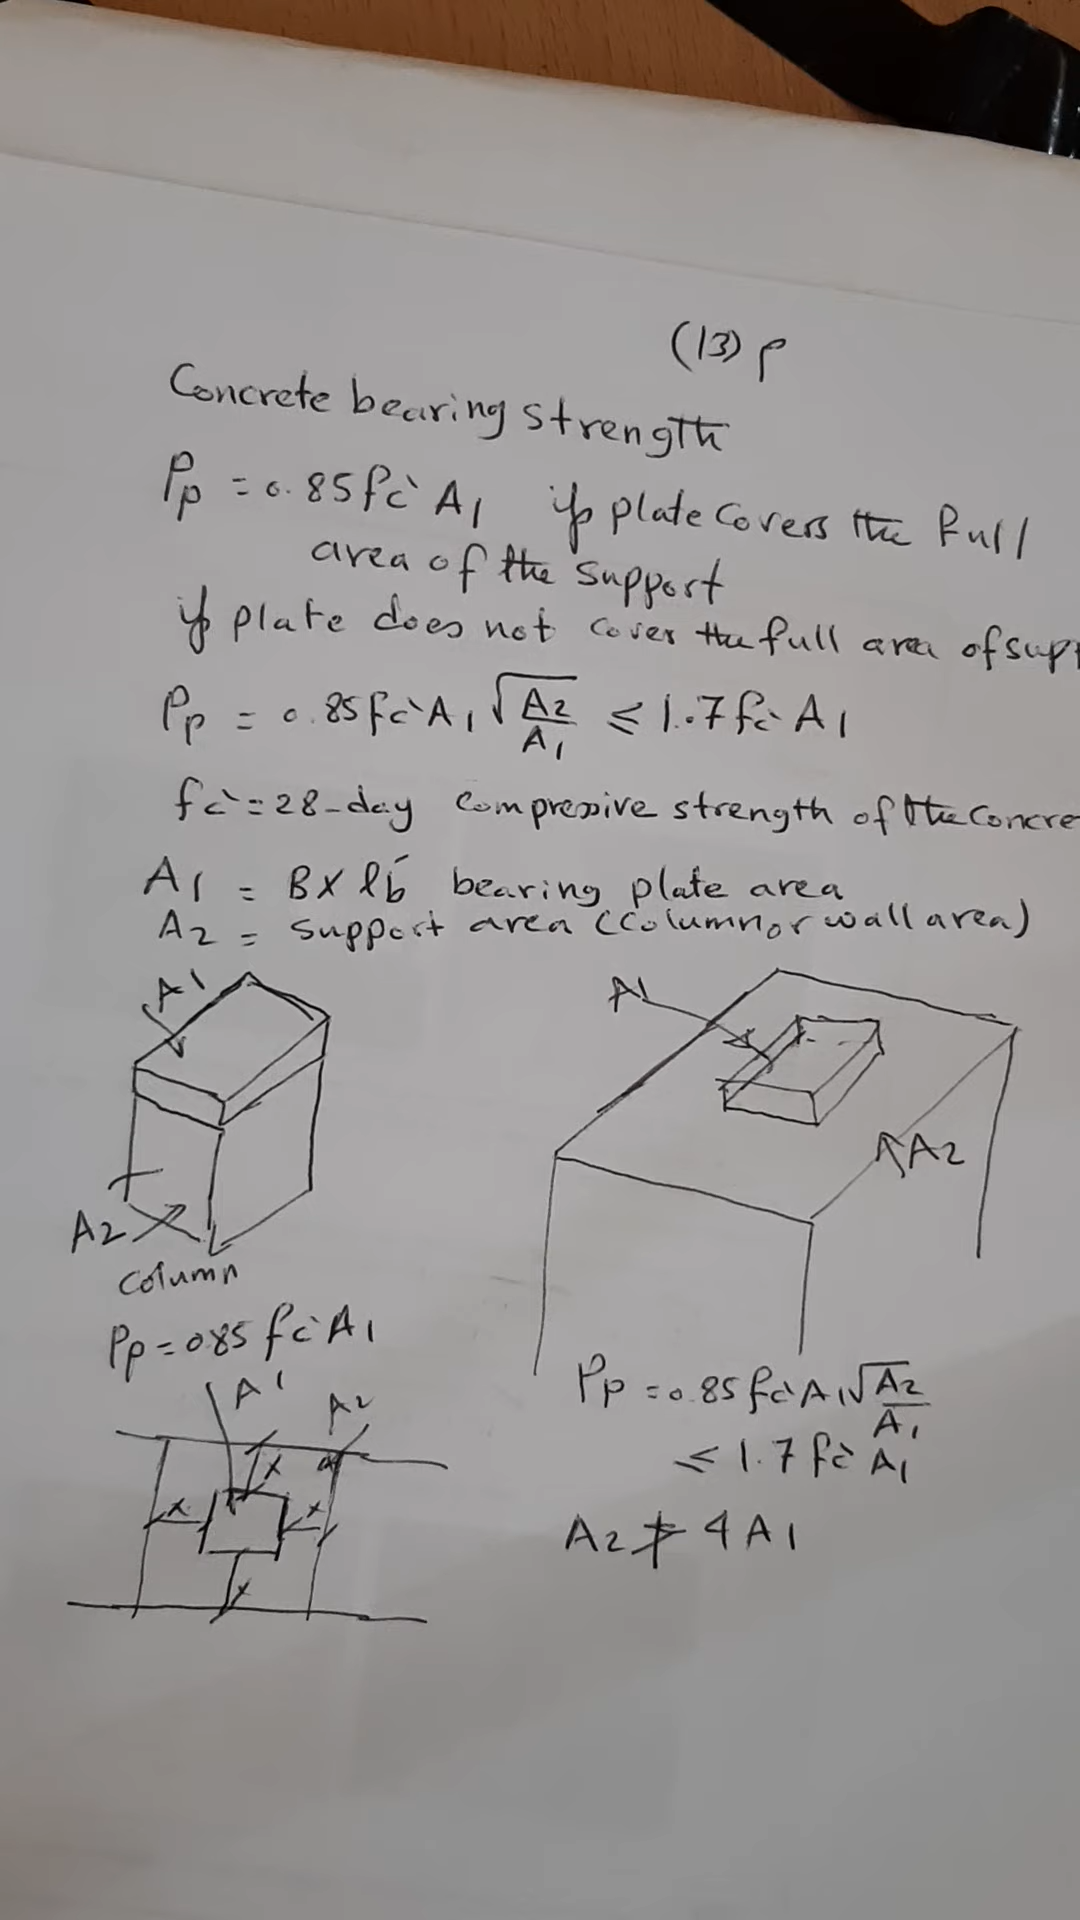 (13) P
Concrete bearing strength
Pp = 0.85 fc' A1 if plate covers the full
area of the support
if plate does not cover the full area of supp
Pp = 0.85 fc' A1 √(A2/A1) ≤ 1.7 fc' A1
fc' = 28-day compressive strength of the Concre
A1 = B x lb bearing plate area
A2 = support area (column or wall area)
A1
A2
column
Pp = 0.85 fc' A1
A1
A2
x
x
x
x
A1
A2
Pp = 0.85 fc' A1 √(A2/A1)
≤ 1.7 fc' A1
A2 ≯ 4 A1